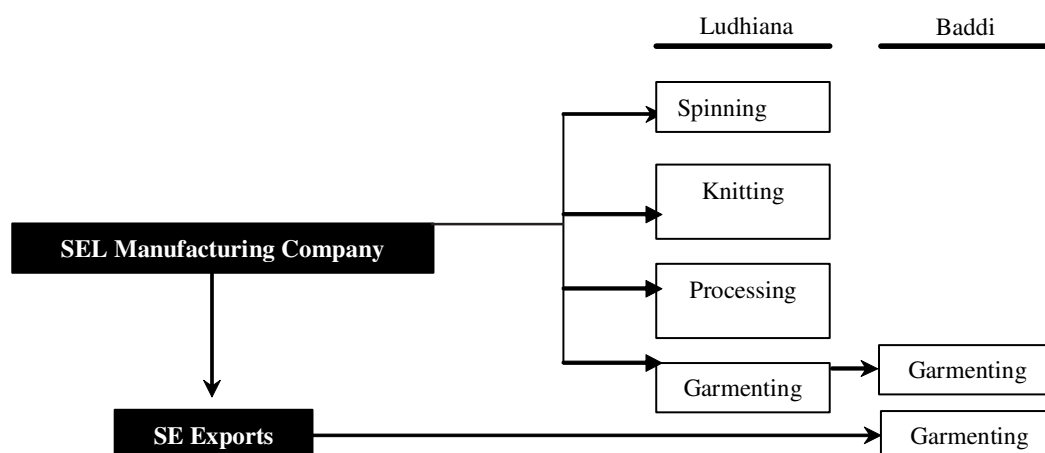 Ludhiana
Baddi
Spinning
Knitting
SEL Manufacturing Company
Processing
Garmenting
Garmenting
SE Exports
Garmenting